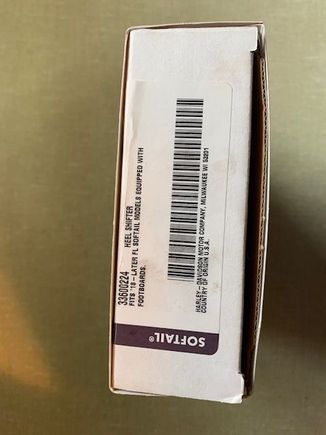 33600224 HEEL SHIFTER
FITS '18 - LATER FL SOFTAIL MODELS EQUIPPED WITH
FOOTBOARDS.
HARLEY - DAVIDSON MOTOR COMPANY, MILWAUKEE WI 53201
COUNTRY OF ORIGIN U.S.A.
SOFTAIL®